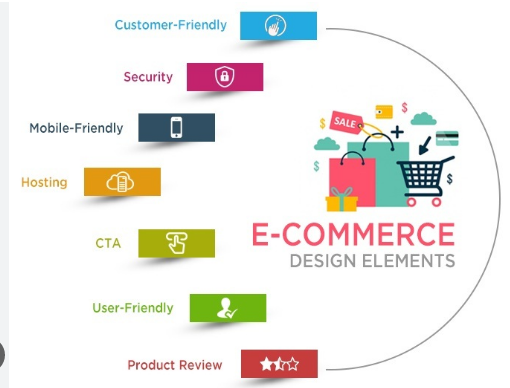 Customer-Friendly
Security
Mobile-Friendly
Hosting
CTA
User-Friendly
Product Review
SALE
$
$
$
$
E-COMMERCE
DESIGN ELEMENTS